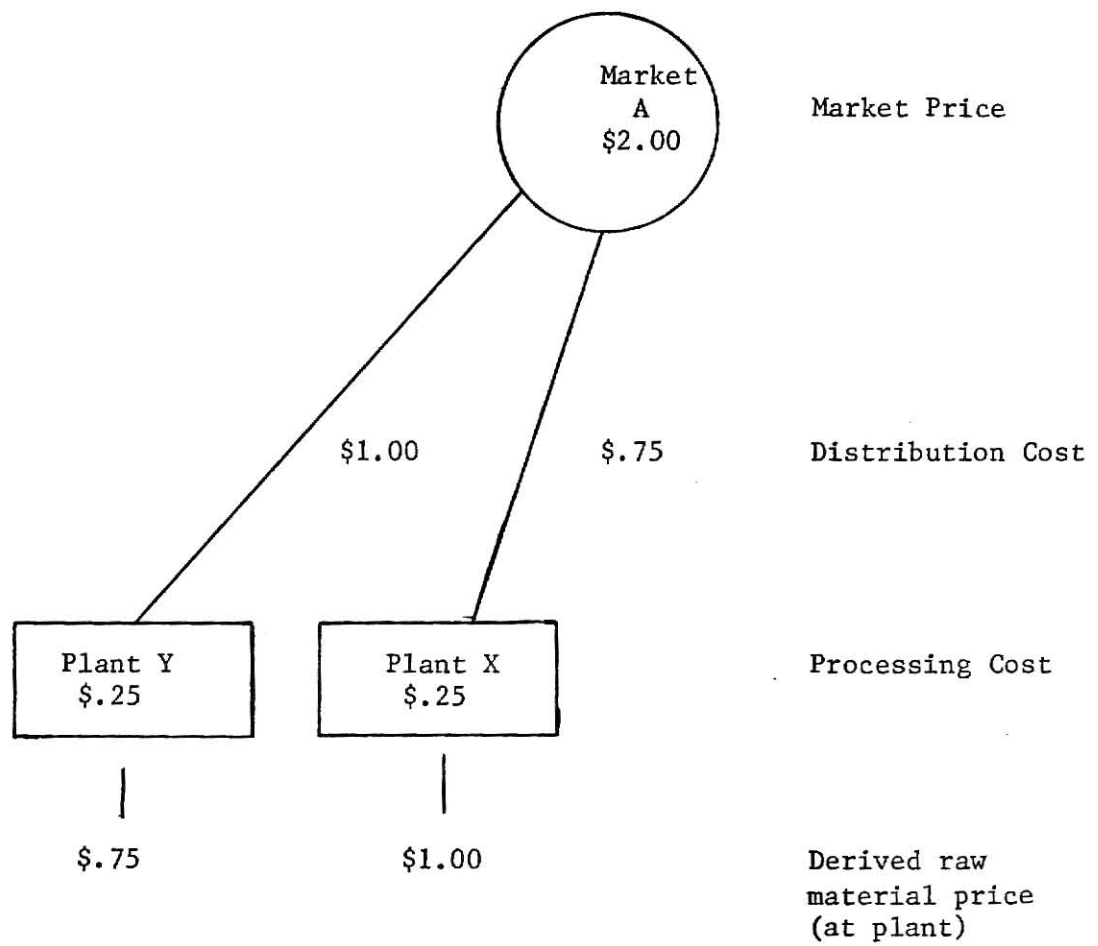 Market
A
$2.00
Market Price
$1.00
$.75
Distribution Cost
Plant Y
$.25
Plant X
$.25
Processing Cost
$.75
$1.00
Derived raw
material price
(at plant)